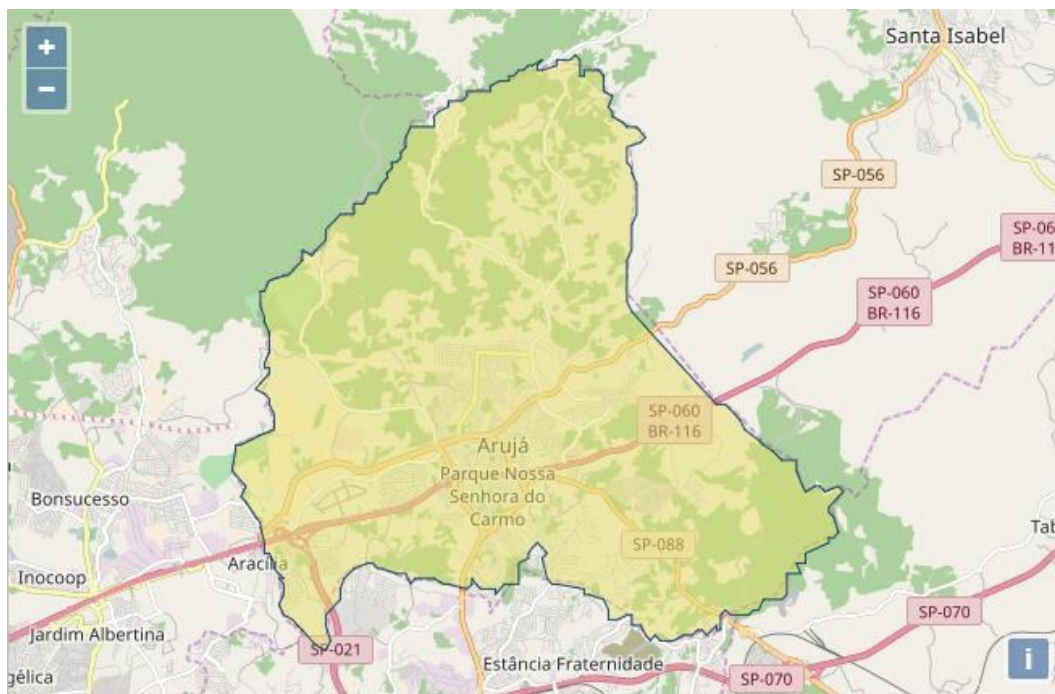 +
−
Santa Isabel
SP-056
SP-056
SP-060
BR-116
SP-060
BR-116
Arujá
Parque Nossa
Senhora do
Carmo
Bonsucesso
SP-088
Aracília
Inocoop
SP-070
Jardim Albertina
SP-021
Estância Fraternidade
SP-070
i